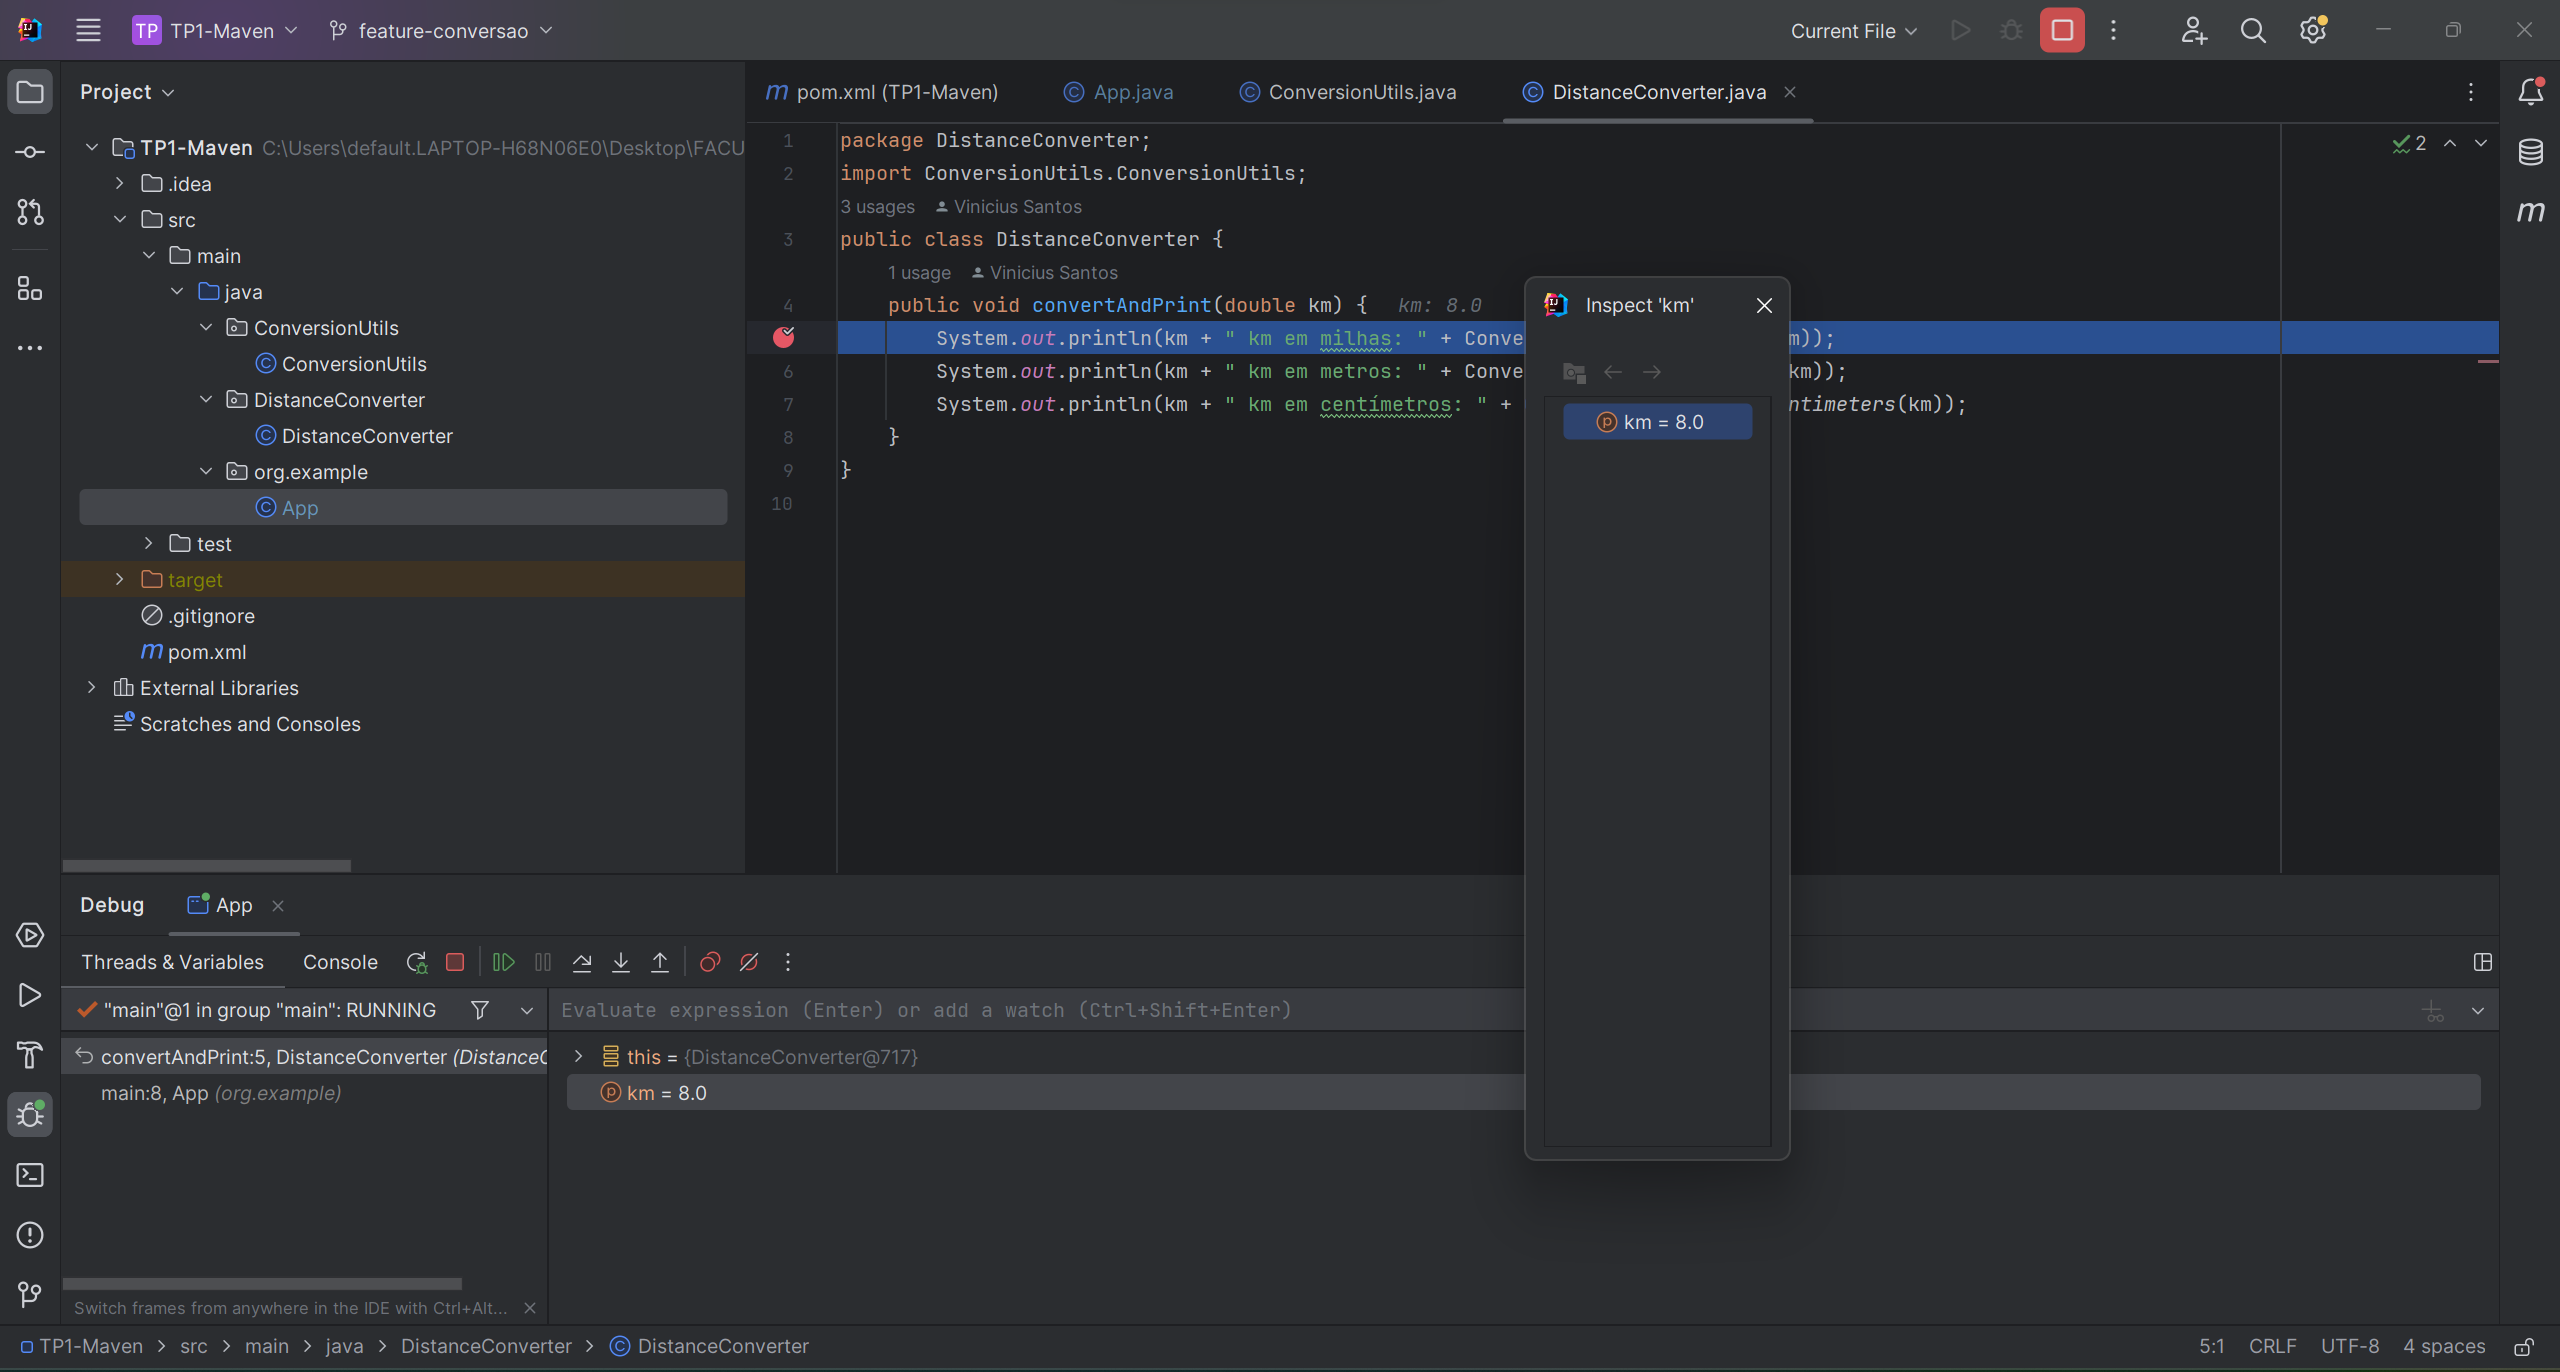 TP TP1-Maven feature-conversao Current File
Project
TP1-Maven C:\Users\default.LAPTOP-H68N06E0\Desktop\FACU
.idea
src
main
java
ConversionUtils
ConversionUtils
DistanceConverter
DistanceConverter
org.example
App
test
target
.gitignore
pom.xml
External Libraries
Scratches and Consoles
pom.xml (TP1-Maven) App.java ConversionUtils.java DistanceConverter.java
2
1 package DistanceConverter;
2 import ConversionUtils.ConversionUtils;
3 usages Vinicius Santos
3 public class DistanceConverter {
1 usage Vinicius Santos
4 public void convertAndPrint(double km) { km: 8.0
System.out.println(km + " km em milhas: " + Conve m));
6 System.out.println(km + " km em metros: " + Conve km));
7 System.out.println(km + " km em centímetros: " + ntimeters(km));
8 }
9 }
10
Inspect 'km'
km = 8.0
Debug App
Threads & Variables Console
"main"@1 in group "main": RUNNING
convertAndPrint:5, DistanceConverter (DistanceC
main:8, App (org.example)
Switch frames from anywhere in the IDE with Ctrl+Alt...
Evaluate expression (Enter) or add a watch (Ctrl+Shift+Enter)
this = {DistanceConverter@717}
km = 8.0
TP1-Maven > src > main > java > DistanceConverter > DistanceConverter
5:1 CRLF UTF-8 4 spaces